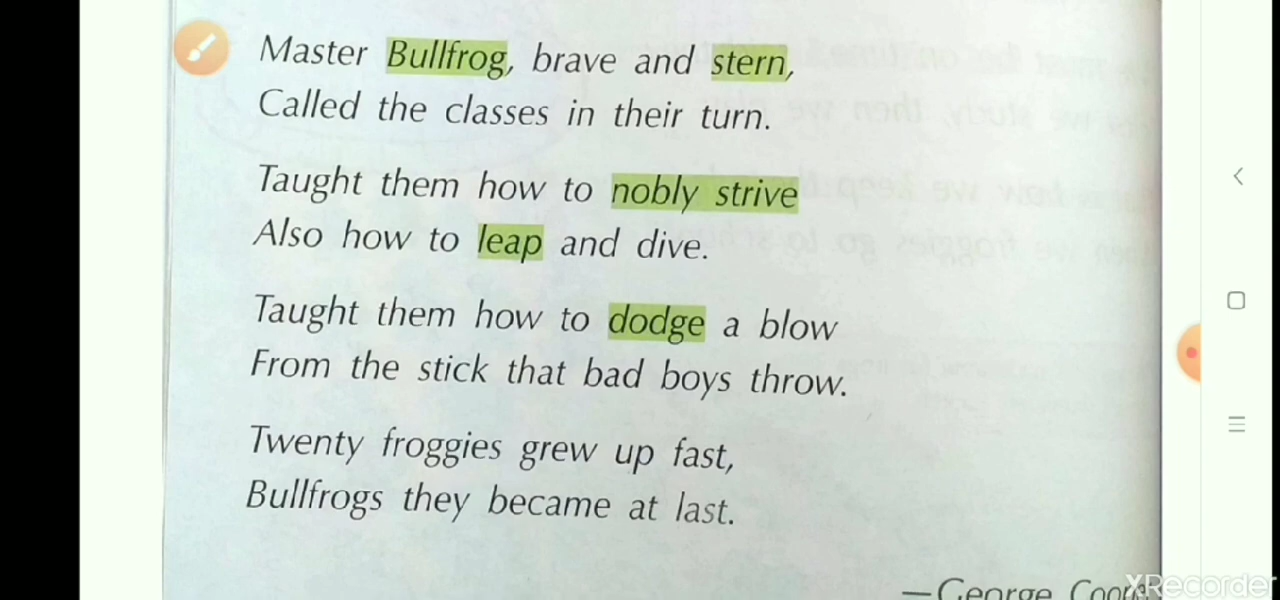 Master Bullfrog, brave and stern,
Called the classes in their turn.
Taught them how to nobly strive
Also how to leap and dive.
Taught them how to dodge a blow
From the stick that bad boys throw.
Twenty froggies grew up fast,
Bullfrogs they became at last.
—George
XRecorder